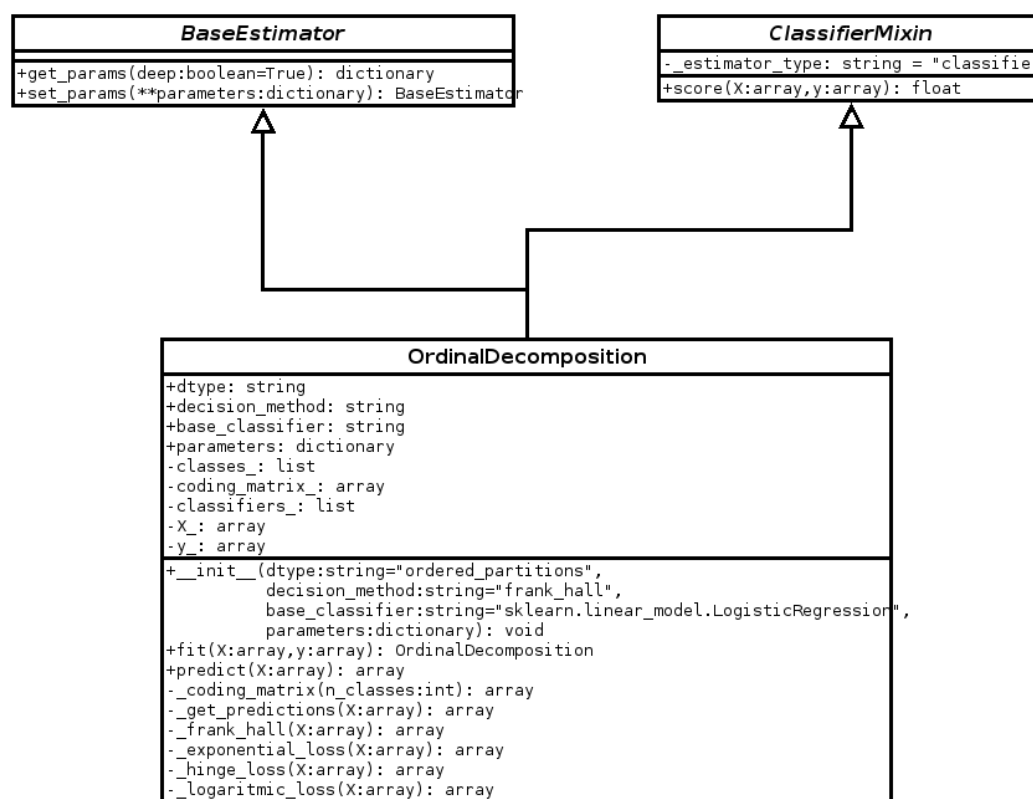 BaseEstimator
+get_params(deep:boolean=True): dictionary
+set_params(**parameters:dictionary): BaseEstimator
ClassifierMixin
-_estimator_type: string = "classifie
+score(X:array,y:array): float
OrdinalDecomposition
+dtype: string
+decision_method: string
+base_classifier: string
+parameters: dictionary
-classes_: list
-coding_matrix_: array
-classifiers_: list
-X_: array
-y_: array
+__init__(dtype:string="ordered_partitions",
decision_method:string="frank_hall",
base_classifier:string="sklearn.linear_model.LogisticRegression",
parameters:dictionary): void
+fit(X:array,y:array): OrdinalDecomposition
+predict(X:array): array
-_coding_matrix(n_classes:int): array
-_get_predictions(X:array): array
-_frank_hall(X:array): array
-_exponential_loss(X:array): array
-_hinge_loss(X:array): array
-_logaritmic_loss(X:array): array